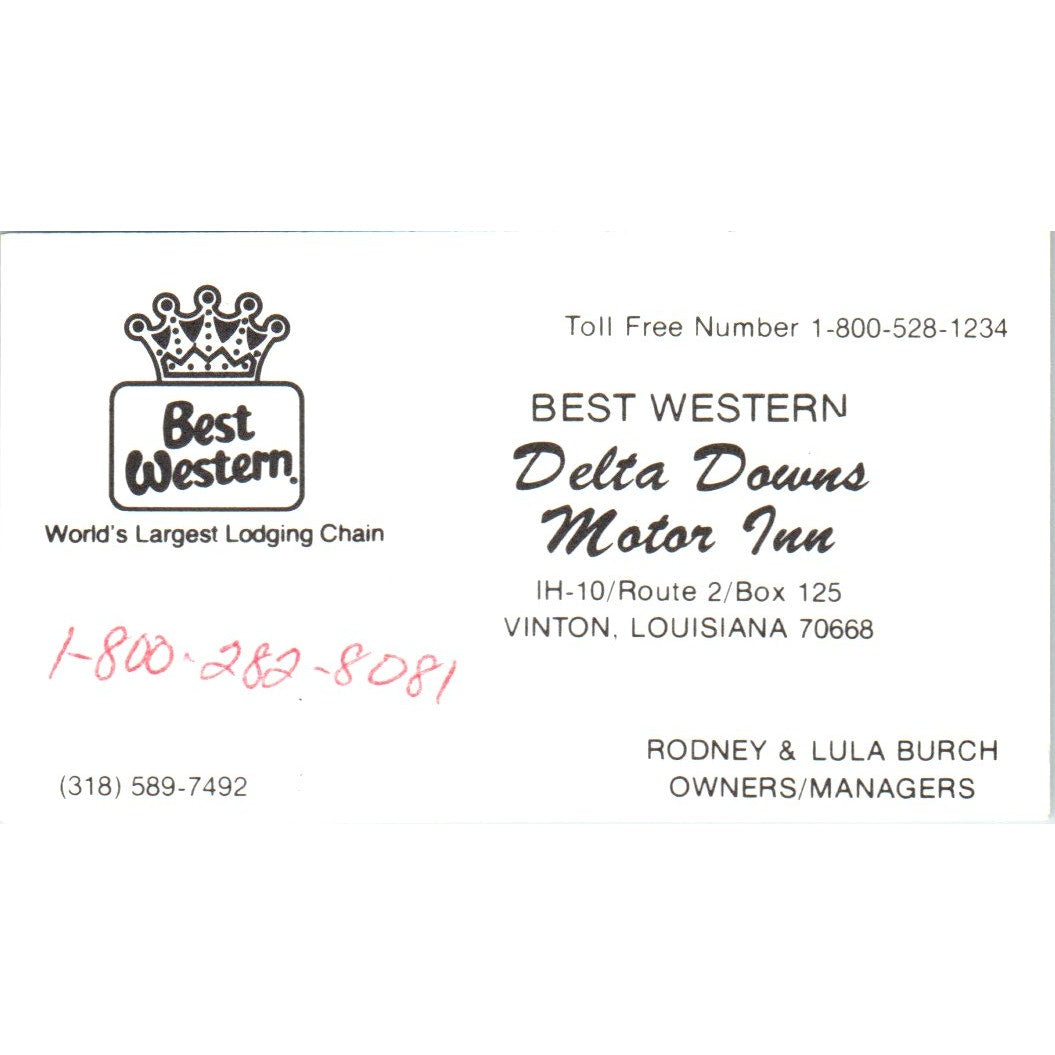 Best
Western
World's Largest Lodging Chain
Toll Free Number 1-800-528-1234
BEST WESTERN
Delta Downs
Motor Inn
IH-10/Route 2/Box 125
VINTON, LOUISIANA 70668
1-800-282-8081
(318) 589-7492
RODNEY & LULA BURCH
OWNERS/MANAGERS